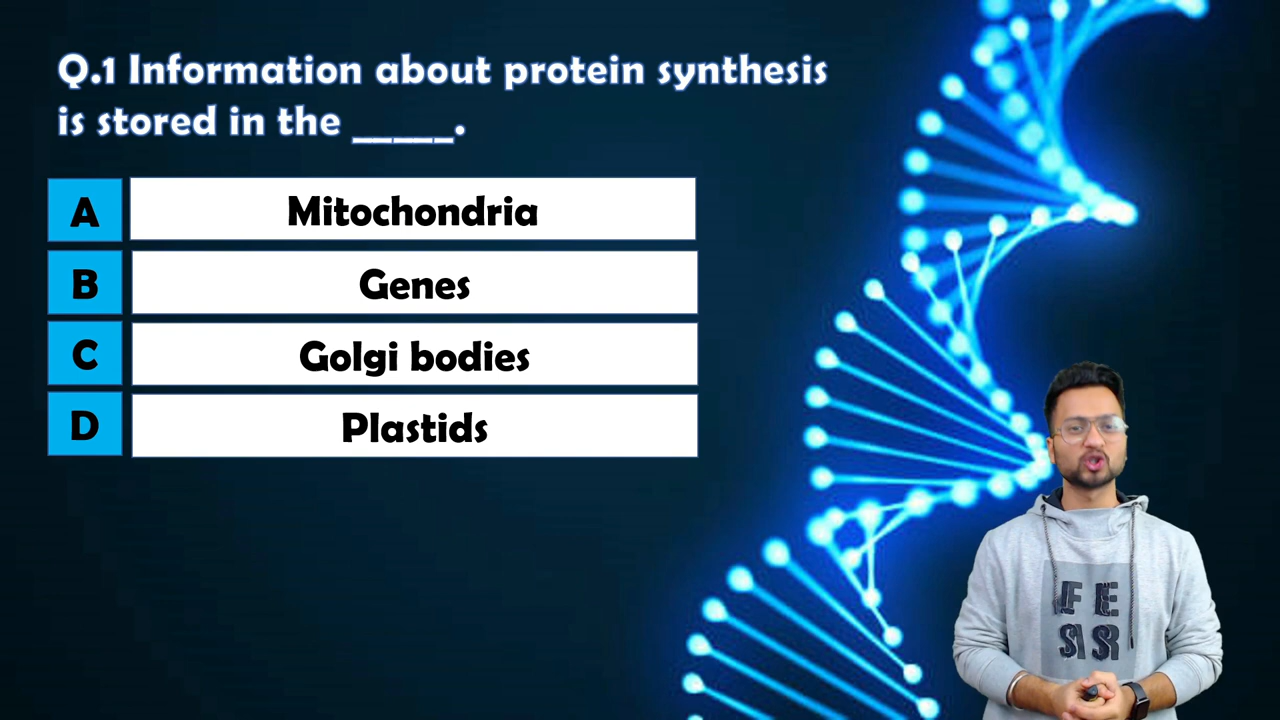 Q.1 Information about protein synthesis
is stored in the _____.
A Mitochondria
B Genes
C Golgi bodies
D Plastids